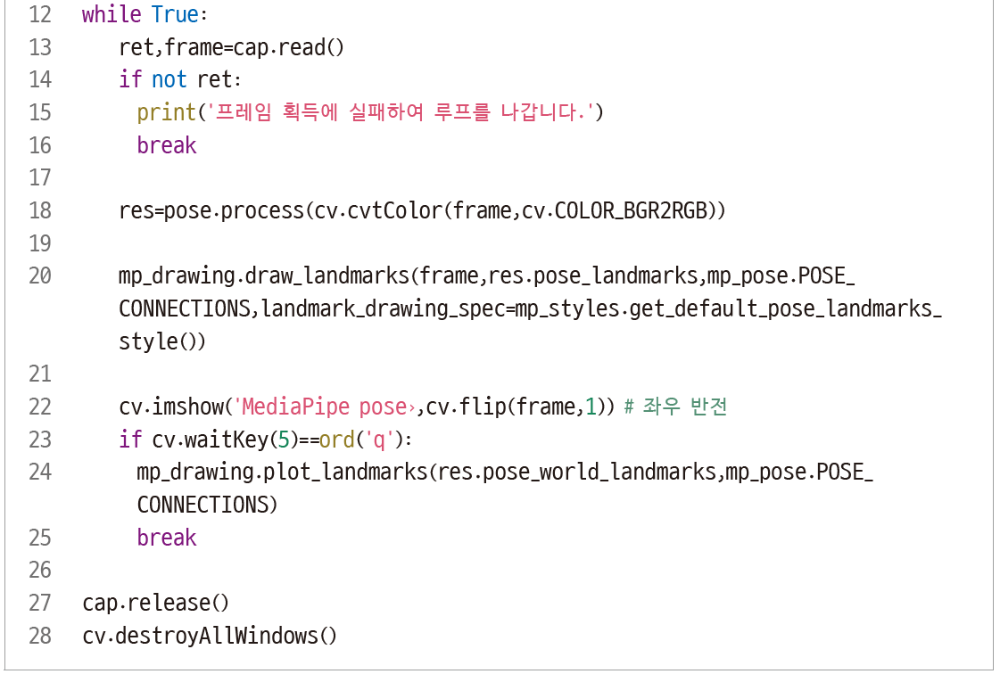 12 while True:
13 ret,frame=cap.read()
14 if not ret:
15 print('프레임 획득에 실패하여 루프를 나갑니다.')
16 break
17
18 res=pose.process(cv.cvtColor(frame,cv.COLOR_BGR2RGB))
19
20 mp_drawing.draw_landmarks(frame,res.pose_landmarks,mp_pose.POSE_
CONNECTIONS,landmark_drawing_spec=mp_styles.get_default_pose_landmarks_
style())
21
22 cv.imshow('MediaPipe pose›,cv.flip(frame,1)) # 좌우 반전
23 if cv.waitKey(5)==ord('q'):
24 mp_drawing.plot_landmarks(res.pose_world_landmarks,mp_pose.POSE_
CONNECTIONS)
25 break
26
27 cap.release()
28 cv.destroyAllWindows()